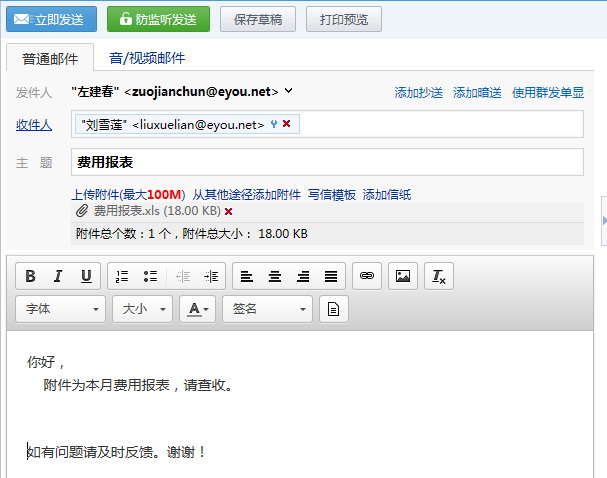 立即发送 防监听发送 保存草稿 打印预览
普通邮件 音/视频邮件
发件人 "左建春" <zuojianchun@eyou.net> 添加抄送 添加暗送 使用群发单显
收件人 "刘雪莲" <liuxuelian@eyou.net>
主 题 费用报表
上传附件(最大100M) 从其他途径添加附件 写信模板 添加信纸
费用报表.xls (18.00 KB)
附件总个数：1 个，附件总大小： 18.00 KB
B I U
字体 大小 A 签名
你好，
附件为本月费用报表，请查收。
如有问题请及时反馈。谢谢！